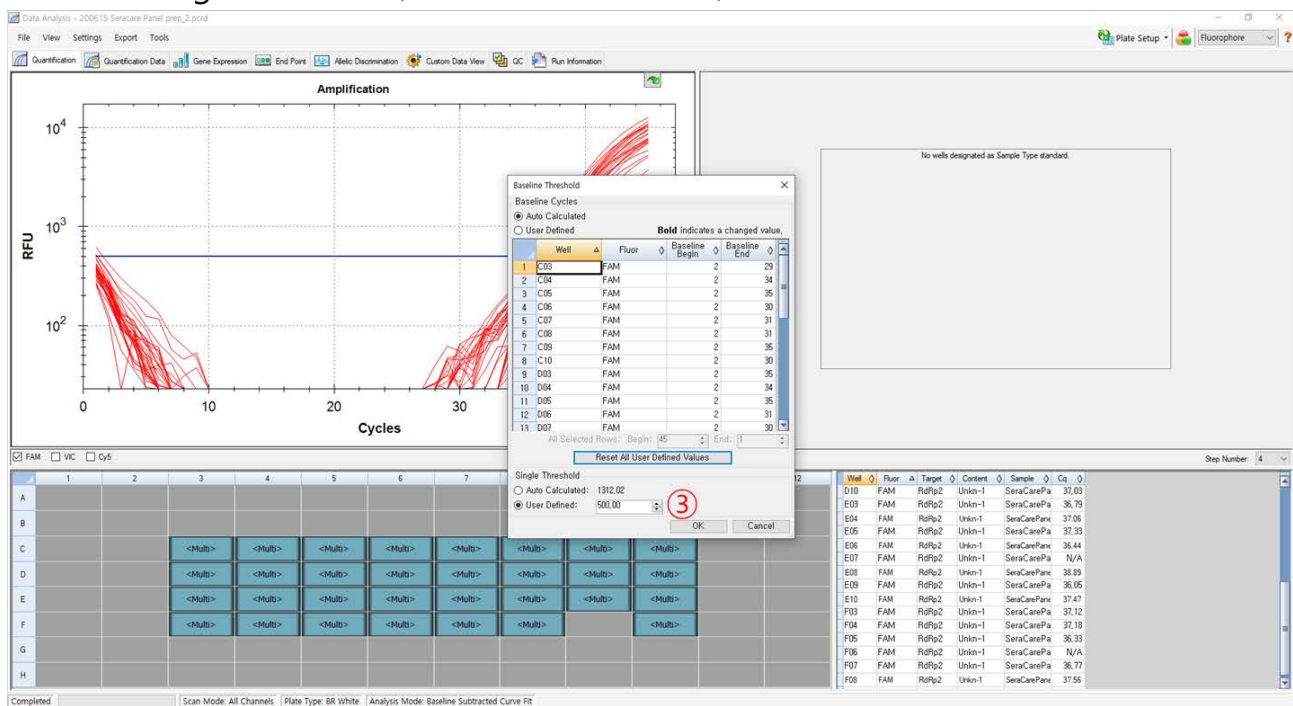 Data Analysis - 200615 Seracare Panel prep_2.pcrd
File View Settings Export Tools
Plate Setup Fluorophore ?
Quantification Quantification Data Gene Expression End Point Allelic Discrimination Custom Data View QC Run Information
Amplification
10^4
10^3
10^2
RFU
0 10 20 30
Cycles
No wells designated as Sample Type standard.
Baseline Threshold
Baseline Cycles
Auto Calculated
User Defined Bold indicates a changed value.
Well Fluor Baseline Begin Baseline End
1 C03 FAM 2 29
2 C04 FAM 2 34
3 C05 FAM 2 35
4 C06 FAM 2 30
5 C07 FAM 2 31
6 C08 FAM 2 31
7 C09 FAM 2 35
8 C10 FAM 2 30
9 D03 FAM 2 35
10 D04 FAM 2 34
11 D05 FAM 2 35
12 D06 FAM 2 31
13 D07 FAM 2 30
All Selected Rows: Begin: 45 End: 1
Reset All User Defined Values
Single Threshold
Auto Calculated: 1312,02
User Defined: 500,00 ③
OK Cancel
FAM VIC Cy5
Step Number: 4
1 2 3 4 5 6 7 12
A
B
C <Multi> <Multi> <Multi> <Multi> <Multi> <Multi> <Multi> <Multi>
D <Multi> <Multi> <Multi> <Multi> <Multi> <Multi> <Multi> <Multi>
E <Multi> <Multi> <Multi> <Multi> <Multi> <Multi> <Multi> <Multi>
F <Multi> <Multi> <Multi> <Multi> <Multi> <Multi> <Multi>
G
H
Well Fluor Target Content Sample Cq
D10 FAM RdRp2 Unkn-1 SeraCarePa 37,03
E03 FAM RdRp2 Unkn-1 SeraCarePa 36,79
E04 FAM RdRp2 Unkn-1 SeraCarePane 37.06
E05 FAM RdRp2 Unkn-1 SeraCarePa 37,33
E06 FAM RdRp2 Unkn-1 SeraCarePane 36.44
E07 FAM RdRp2 Unkn-1 SeraCarePa N/A
E08 FAM RdRp2 Unkn-1 SeraCarePane 38.89
E09 FAM RdRp2 Unkn-1 SeraCarePa 36,05
E10 FAM RdRp2 Unkn-1 SeraCarePane 37.47
F03 FAM RdRp2 Unkn-1 SeraCarePa 37,12
F04 FAM RdRp2 Unkn-1 SeraCarePa 37,18
F05 FAM RdRp2 Unkn-1 SeraCarePa 36,33
F06 FAM RdRp2 Unkn-1 SeraCarePa N/A
F07 FAM RdRp2 Unkn-1 SeraCarePa 36,77
F08 FAM RdRp2 Unkn-1 SeraCarePane 37.56
Completed Scan Mode: All Channels Plate Type: BR White Analysis Mode: Baseline Subtracted Curve Fit